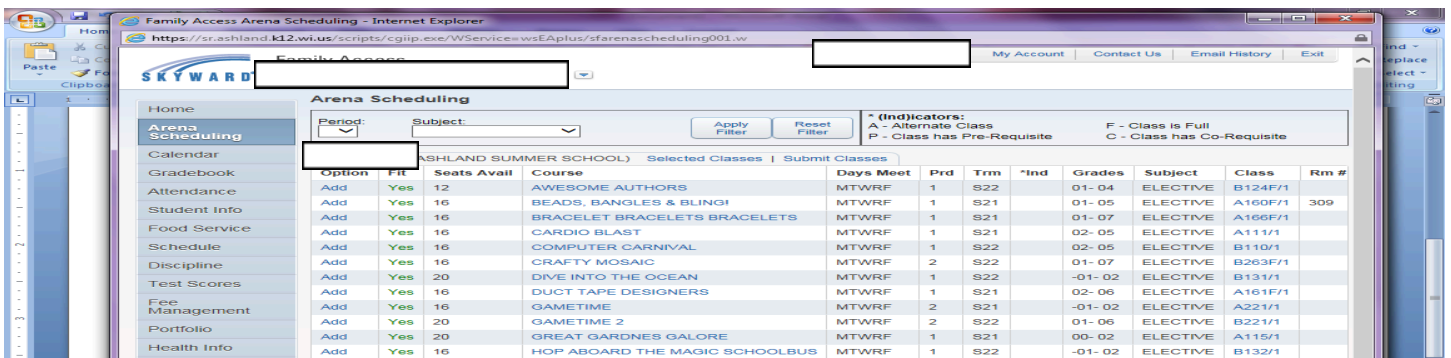 Family Access Arena Scheduling - Internet Explorer
Hom
https://sr.ashland.k12.wi.us/scripts/cgiip.exe/WService=wsEAplus/sfarenascheduling001.w
Paste
Clipboa
SKYWARD
My Account | Contact Us | Email History | Exit
Home
Arena Scheduling
Calendar
Gradebook
Attendance
Student Info
Food Service
Schedule
Discipline
Test Scores
Fee Management
Portfolio
Health Info
Arena Scheduling
Period: Subject: Apply Filter Reset Filter
* (Ind)icators:
A - Alternate Class F - Class is Full
P - Class has Pre-Requisite C - Class has Co-Requisite
ASHLAND SUMMER SCHOOL) Selected Classes | Submit Classes
Option Fit Seats Avail Course Days Meet Prd Trm *Ind Grades Subject Class Rm #
Add Yes 12 AWESOME AUTHORS MTWRF 1 S22 01- 04 ELECTIVE B124F/1
Add Yes 16 BEADS, BANGLES & BLING! MTWRF 1 S21 01- 05 ELECTIVE A160F/1 309
Add Yes 16 BRACELET BRACELETS BRACELETS MTWRF 1 S21 01- 07 ELECTIVE A166F/1
Add Yes 16 CARDIO BLAST MTWRF 1 S21 02- 05 ELECTIVE A111/1
Add Yes 16 COMPUTER CARNIVAL MTWRF 1 S22 02- 05 ELECTIVE B110/1
Add Yes 16 CRAFTY MOSAIC MTWRF 2 S22 01- 07 ELECTIVE B263F/1
Add Yes 20 DIVE INTO THE OCEAN MTWRF 1 S22 -01- 02 ELECTIVE B131/1
Add Yes 16 DUCT TAPE DESIGNERS MTWRF 1 S21 02- 06 ELECTIVE A161F/1
Add Yes 16 GAMETIME MTWRF 2 S21 -01- 02 ELECTIVE A221/1
Add Yes 20 GAMETIME 2 MTWRF 2 S22 01- 06 ELECTIVE B221/1
Add Yes 20 GREAT GARDNES GALORE MTWRF 1 S21 00- 02 ELECTIVE A115/1
Add Yes 16 HOP ABOARD THE MAGIC SCHOOLBUS MTWRF 1 S22 -01- 02 ELECTIVE B132/1